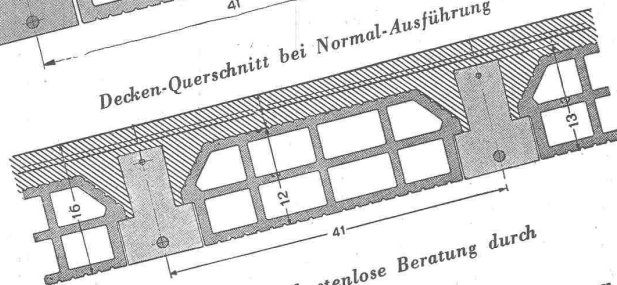 41
Decken-Querschnitt bei Normal-Ausführung
16
12
13
41
kostenlose Beratung durch